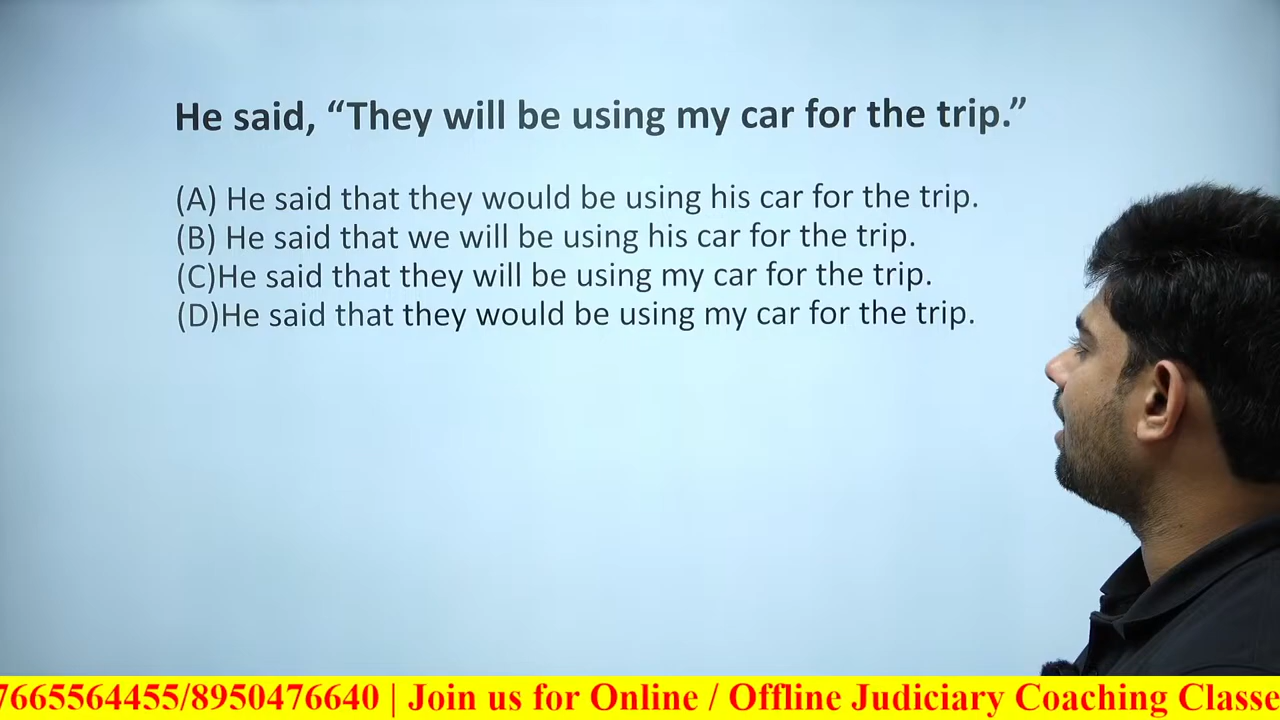 He said, “They will be using my car for the trip.”
(A) He said that they would be using his car for the trip.
(B) He said that we will be using his car for the trip.
(C)He said that they will be using my car for the trip.
(D)He said that they would be using my car for the trip.
7665564455/8950476640 | Join us for Online / Offline Judiciary Coaching Classe